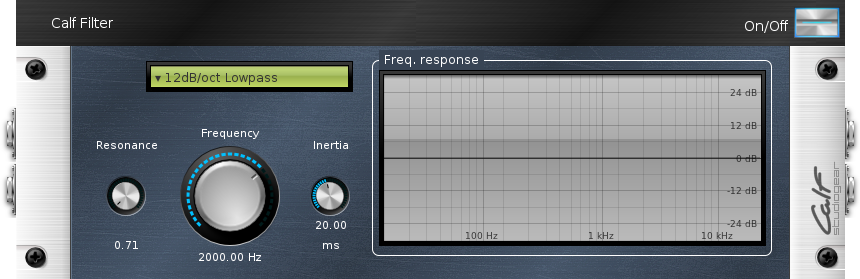 Calf Filter
On/Off
12dB/oct Lowpass
Freq. response
24 dB
12 dB
0 dB
-12 dB
-24 dB
100 Hz
1 kHz
10 kHz
Resonance
Frequency
Inertia
0.71
2000.00 Hz
20.00
ms
Calf
studiogear